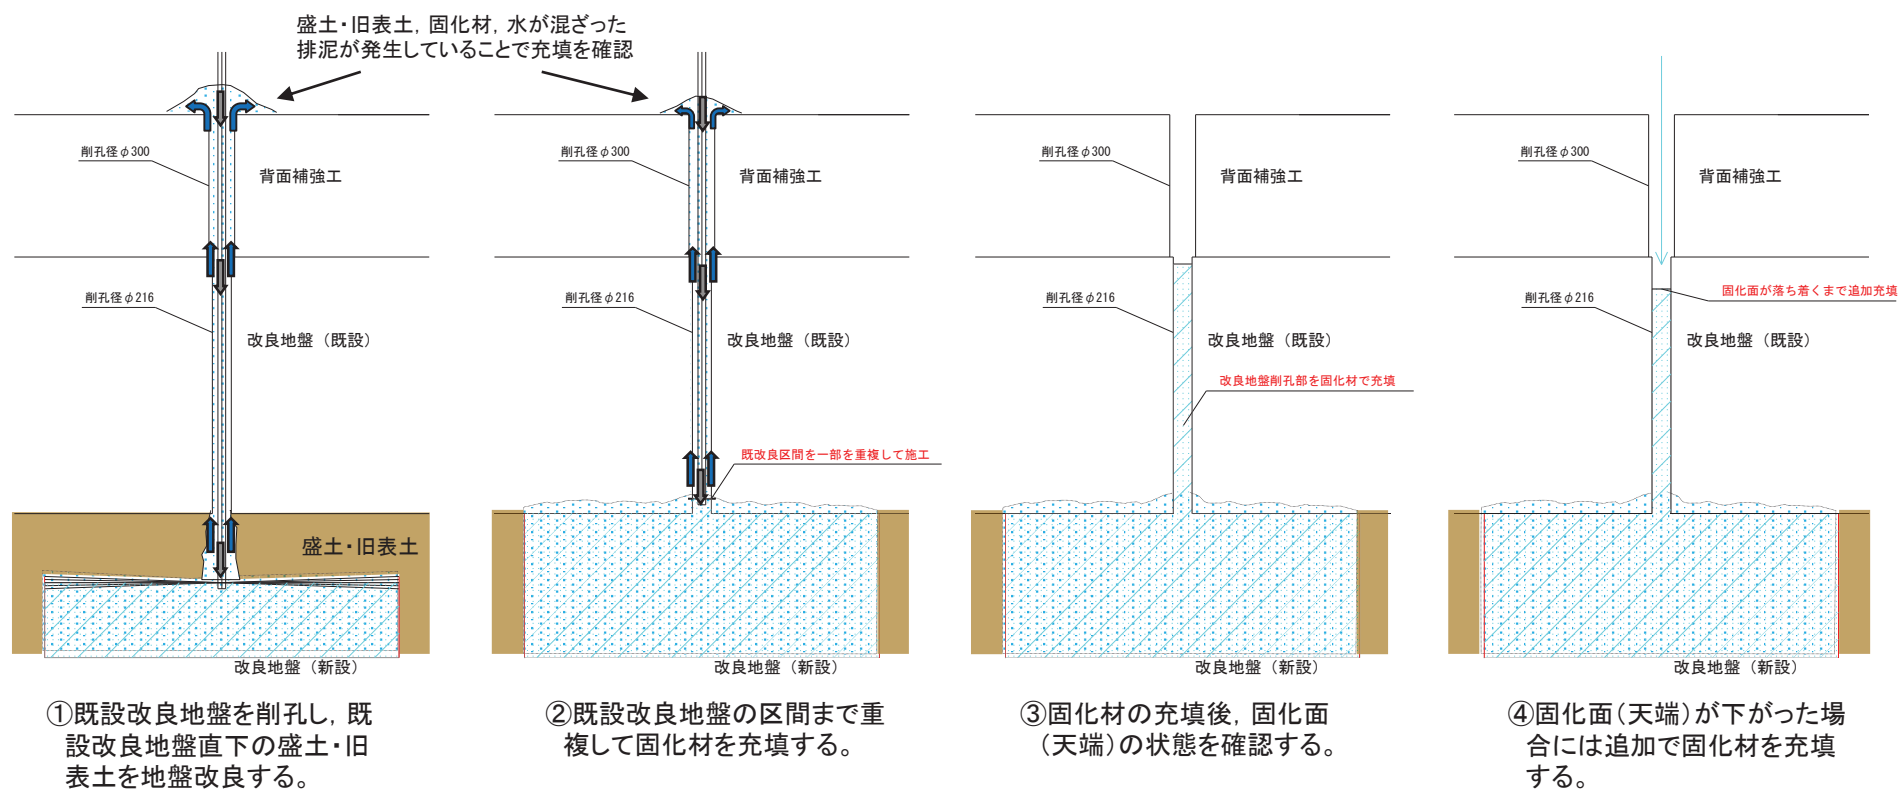 盛土・旧表土，固化材，水が混ざった
排泥が発生していることで充填を確認
削孔径φ300
背面補強工
削孔径φ216
改良地盤（既設）
盛土・旧表土
改良地盤（新設）
①既設改良地盤を削孔し，既
設改良地盤直下の盛土・旧
表土を地盤改良する。
削孔径φ300
背面補強工
削孔径φ216
改良地盤（既設）
既改良区間を一部を重複して施工
改良地盤（新設）
②既設改良地盤の区間まで重
複して固化材を充填する。
削孔径φ300
背面補強工
削孔径φ216
改良地盤（既設）
改良地盤削孔部を固化材で充填
改良地盤（新設）
③固化材の充填後，固化面
（天端）の状態を確認する。
削孔径φ300
背面補強工
固化面が落ち着くまで追加充填
削孔径φ216
改良地盤（既設）
改良地盤（新設）
④固化面（天端）が下がった場
合には追加で固化材を充填
する。